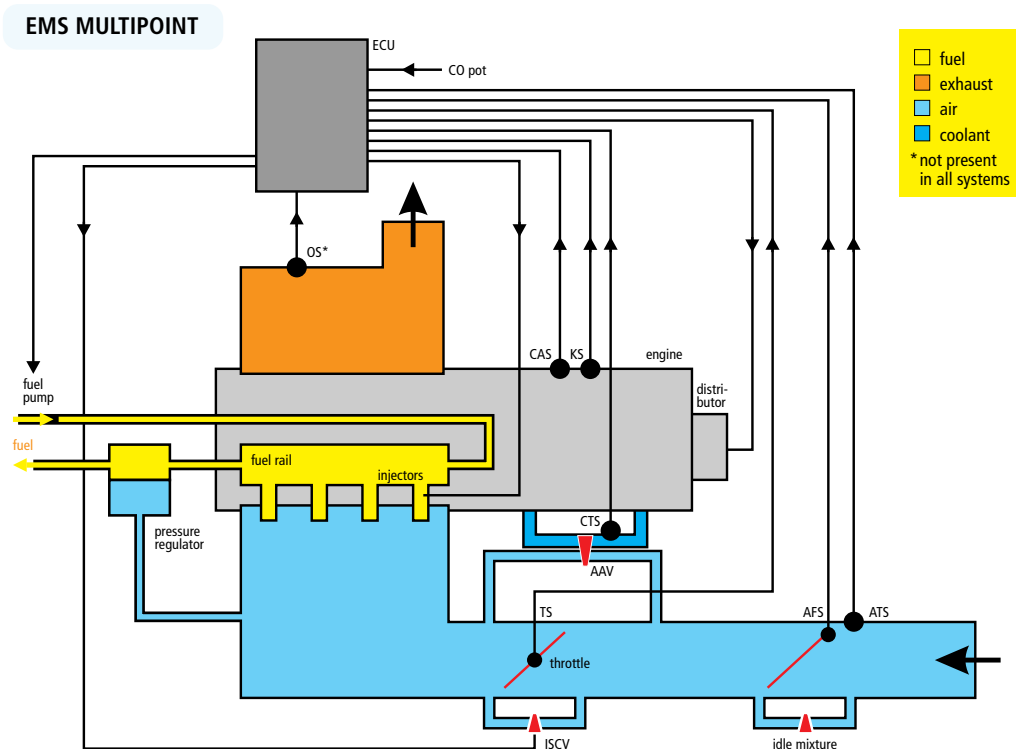 EMS MULTIPOINT
ECU
CO pot
fuel
exhaust
air
coolant
* not present
in all systems
OS*
CAS
KS
engine
fuel
pump
distri-
butor
fuel
fuel rail
injectors
pressure
regulator
CTS
AAV
TS
AFS
ATS
throttle
ISCV
idle mixture